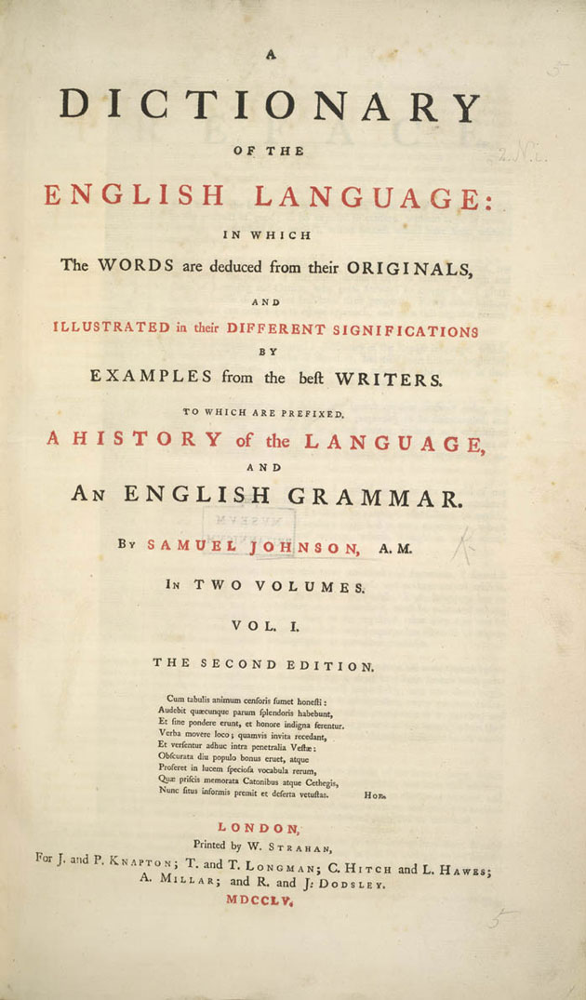 A
DICTIONARY
OF THE
ENGLISH LANGUAGE:
IN WHICH
The WORDS are deduced from their ORIGINALS,
AND
ILLUSTRATED in their DIFFERENT SIGNIFICATIONS
BY
EXAMPLES from the beſt WRITERS.
TO WHICH ARE PREFIXED,
A HISTORY of the LANGUAGE,
AND
AN ENGLISH GRAMMAR.
BY SAMUEL JOHNSON, A.M.
IN TWO VOLUMES.
VOL. I.
THE SECOND EDITION.
Cum tabulis animum cenſoris ſumet honeſti:
Audebit quæcunque parum ſplendoris habebunt,
Et ſine pondere erunt, et honore indigna ferentur.
Verba movere loco; quamvis invita recedant,
Et verſentur adhuc intra penetralia Veſtæ:
Obſcurata diu populo bonus eruet, atque
Proferet in lucem ſpecioſa vocabula rerum,
Quæ priſcis memorata Catonibus atque Cethegis,
Nunc ſitus informis premit et deſerta vetuſtas. HOR.
LONDON,
Printed by W. STRAHAN,
For J. and P. KNAPTON; T. and T. LONGMAN; C. HITCH and L. HAWES;
A. MILLAR; and R. and J. DODSLEY.
MDCCLV.
5